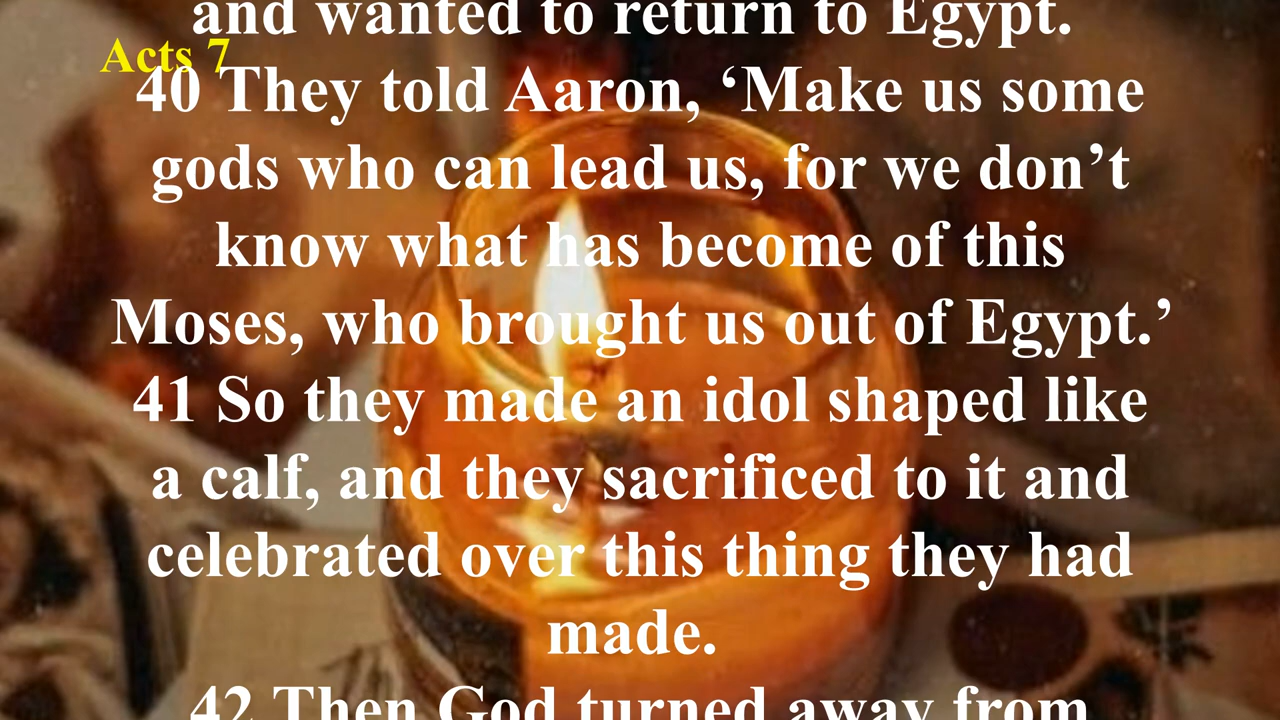 and wanted to return to Egypt.
Acts 7
40 They told Aaron, ‘Make us some
gods who can lead us, for we don’t
know what has become of this
Moses, who brought us out of Egypt.’
41 So they made an idol shaped like
a calf, and they sacrificed to it and
celebrated over this thing they had
made.
42 Then God turned away from